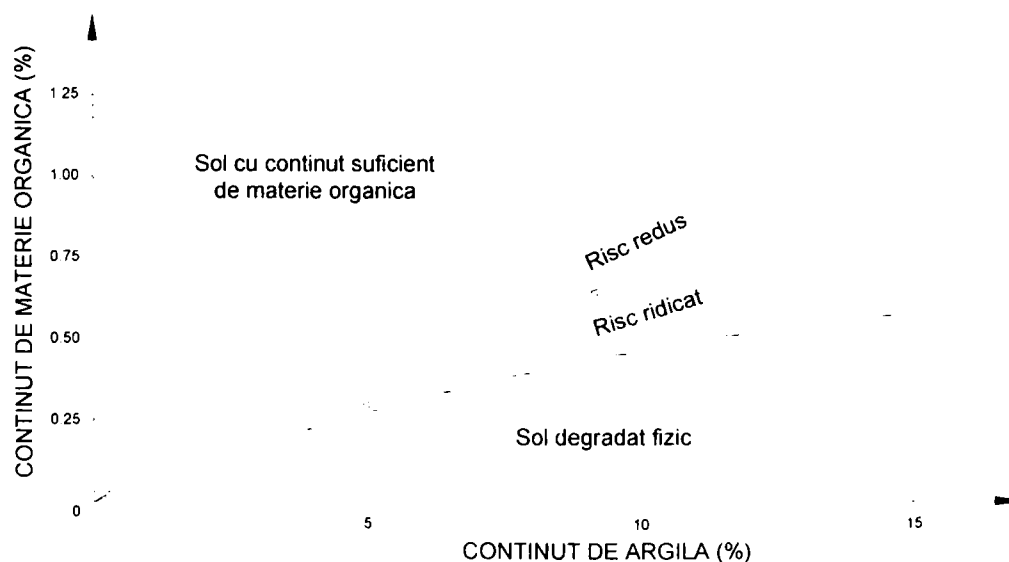 CONTINUT DE MATERIE ORGANICA (%)
1 25
1 00
0 75
0 50
0 25
0
Sol cu continut suficient
de materie organica
Risc redus
Risc ridicat
Sol degradat fizic
5
10
15
CONTINUT DE ARGILA (%)